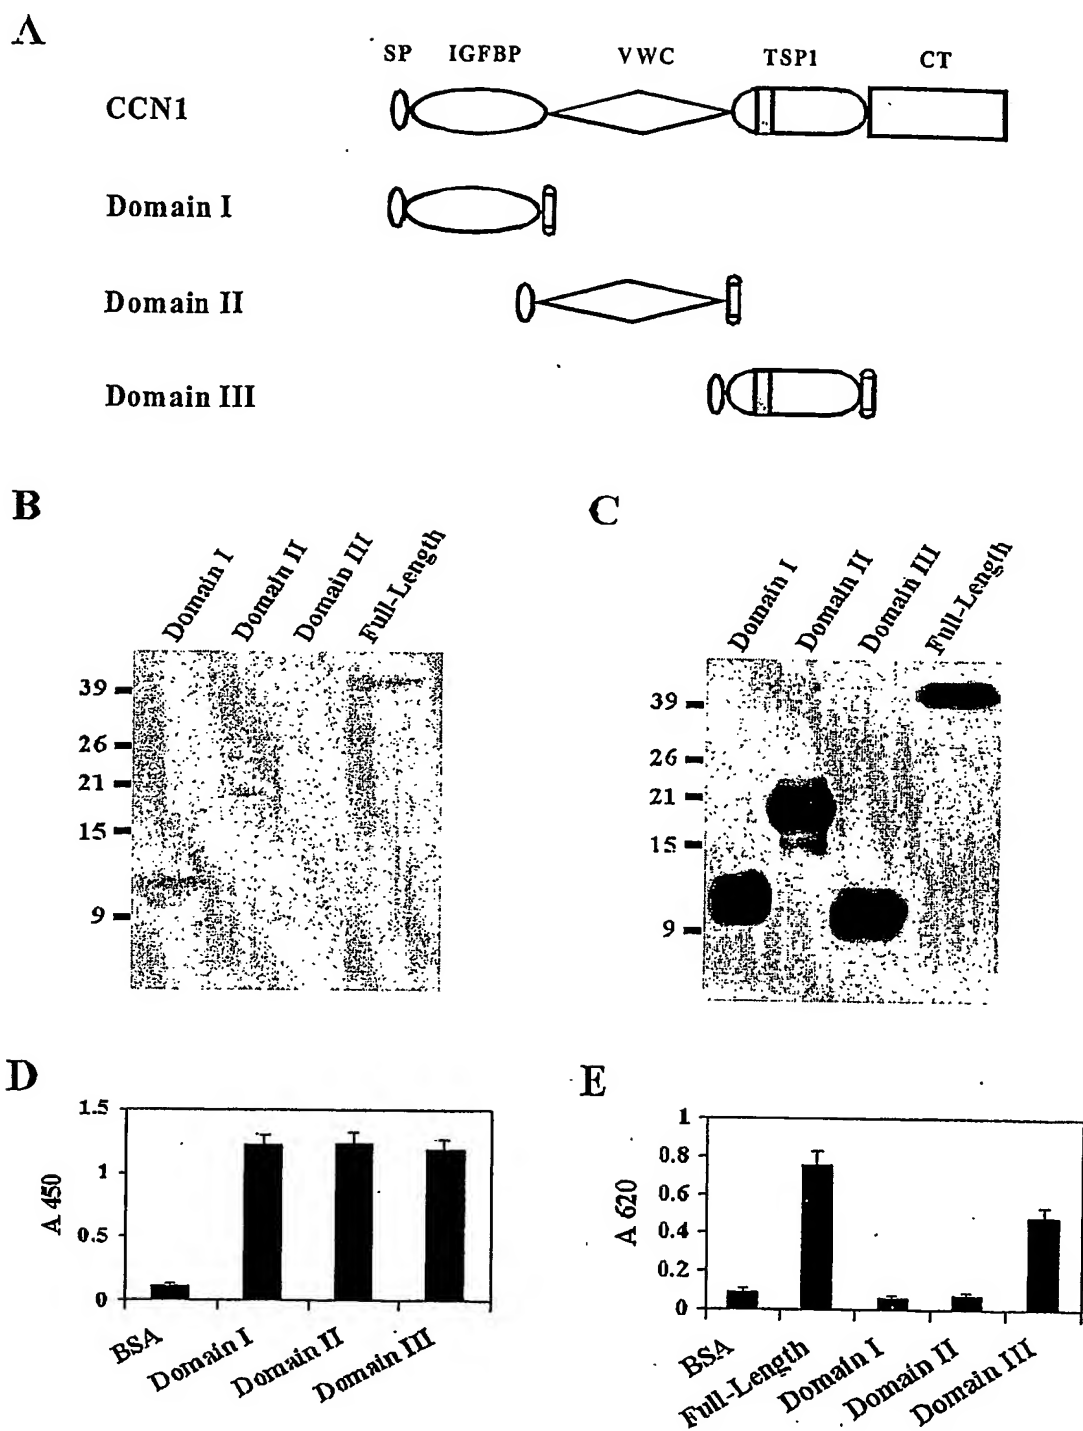 A
SP IGFBP VWC TSP1 CT
CCN1
Domain I
Domain II
Domain III
B
Domain I
Domain II
Domain III
Full-Length
39
26
21
15
9
C
Domain I
Domain II
Domain III
Full-Length
39
26
21
15
9
D
1.5
1
0.5
0
A 450
BSA
Domain I
Domain II
Domain III
E
1
0.8
0.6
0.4
0.2
0
A 620
BSA
Full-Length
Domain I
Domain II
Domain III